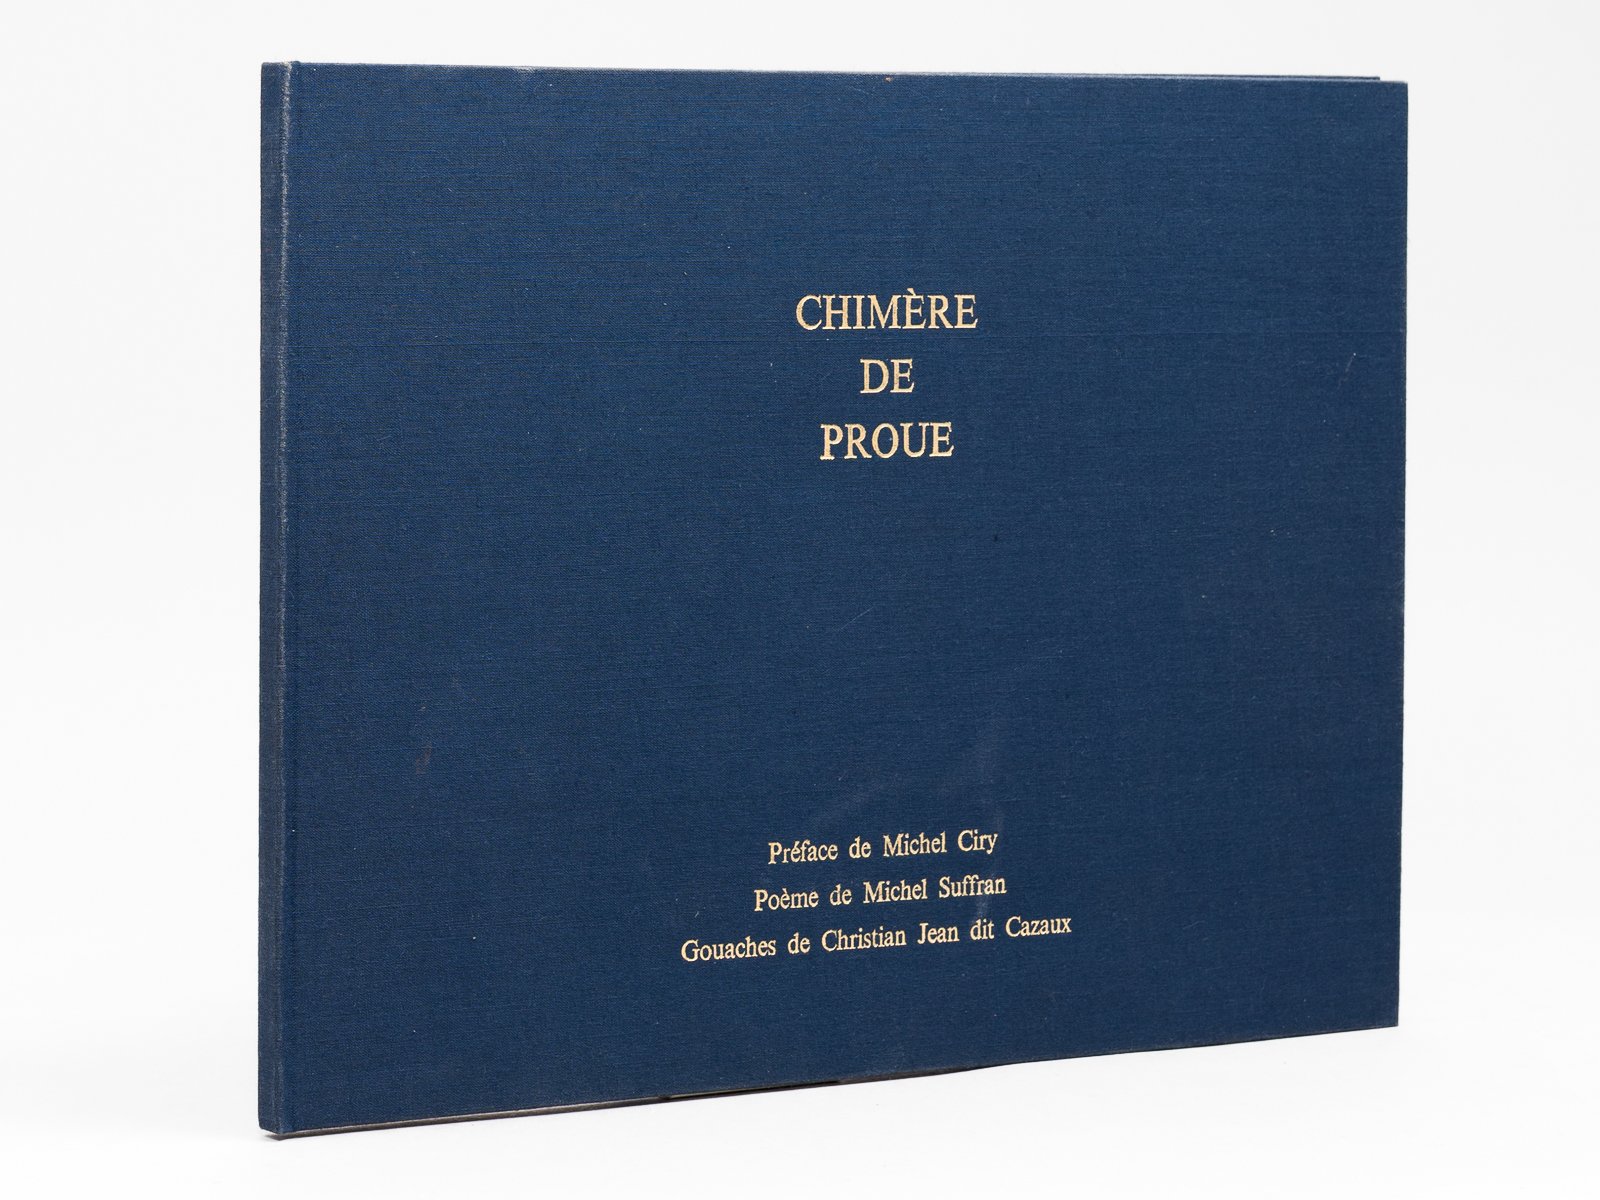 CHIMÈRE
DE
PROUE
Préface de Michel Ciry
Poème de Michel Suffran
Gouaches de Christian Jean dit Cazaux